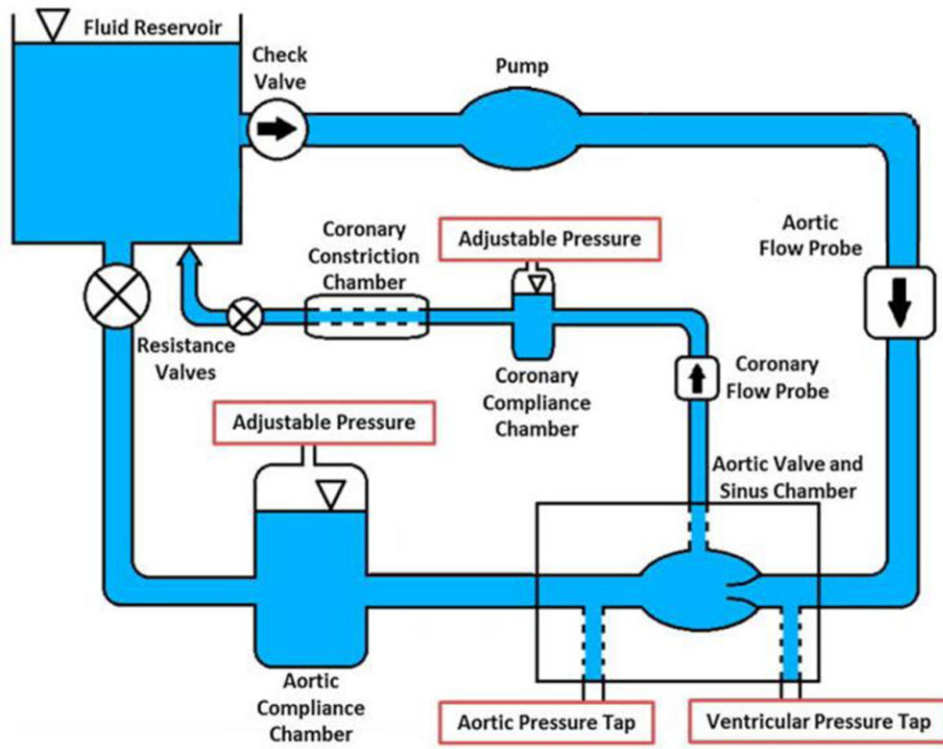 Fluid Reservoir
Check
Valve
Pump
Aortic
Flow Probe
Coronary
Constriction
Chamber
Adjustable Pressure
Resistance
Valves
Coronary
Compliance
Chamber
Coronary
Flow Probe
Adjustable Pressure
Aortic Valve and
Sinus Chamber
Aortic
Compliance
Chamber
Aortic Pressure Tap
Ventricular Pressure Tap